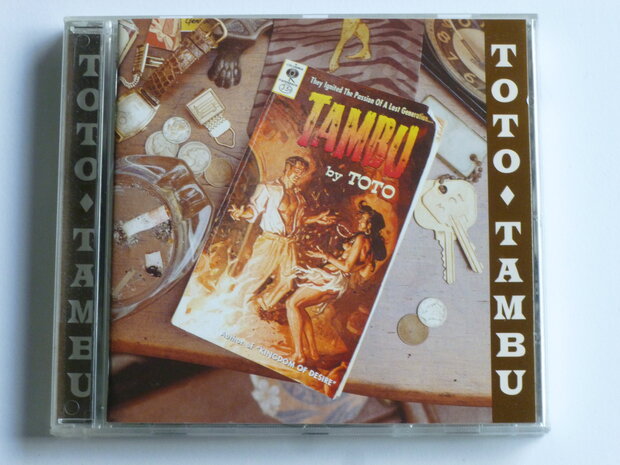 TOTO ♦ TAMBU
They Ignited The Passion Of A Lost Generation...
TAMBU
by TOTO
Author of "KINGDOM OF DESIRE"
TOTO ♦ TAMBU